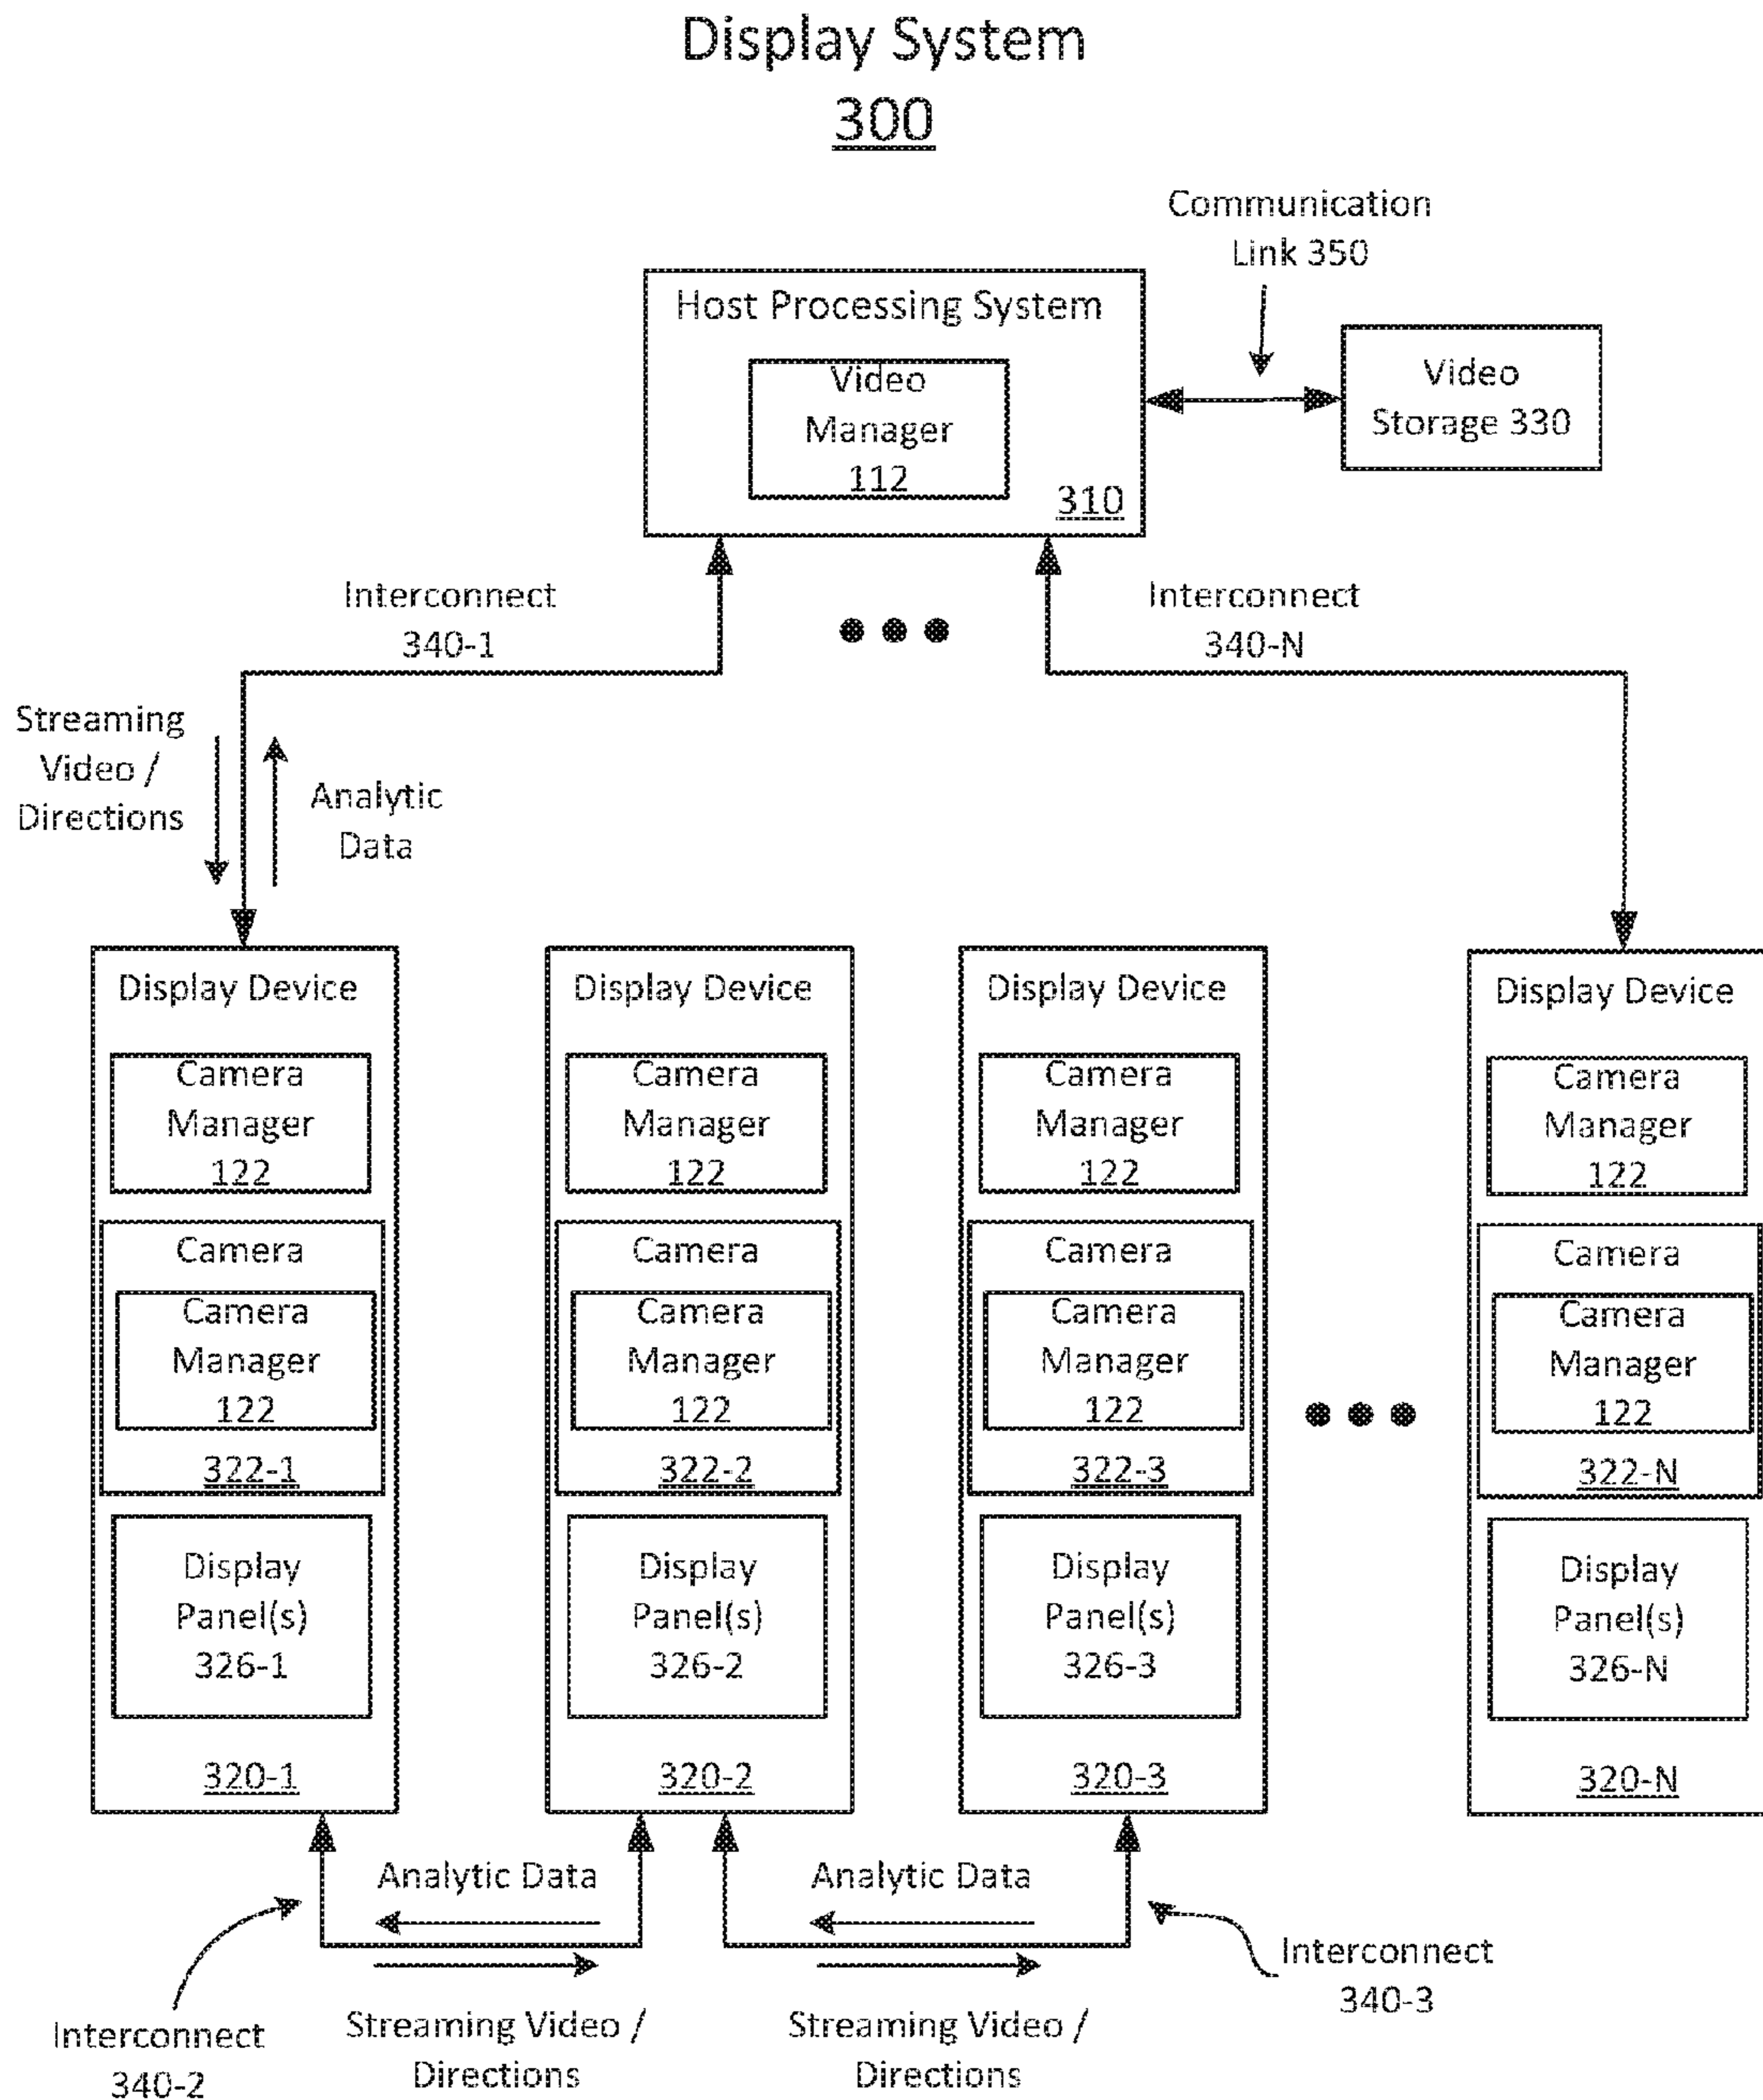 Display System
300
Communication
Link 350
Host Processing System
Video
Manager
112
310
Video
Storage 330
Interconnect
340-1
Interconnect
340-N
Streaming
Video /
Directions
Analytic
Data
Display Device
Camera
Manager
122
Camera
Camera
Manager
122
322-1
Display
Panel(s)
326-1
320-1
Display Device
Camera
Manager
122
Camera
Camera
Manager
122
322-2
Display
Panel(s)
326-2
320-2
Display Device
Camera
Manager
122
Camera
Camera
Manager
122
322-3
Display
Panel(s)
326-3
320-3
Display Device
Camera
Manager
122
Camera
Camera
Manager
122
322-N
Display
Panel(s)
326-N
320-N
Analytic Data
Analytic Data
Interconnect
340-2
Streaming Video /
Directions
Streaming Video /
Directions
Interconnect
340-3